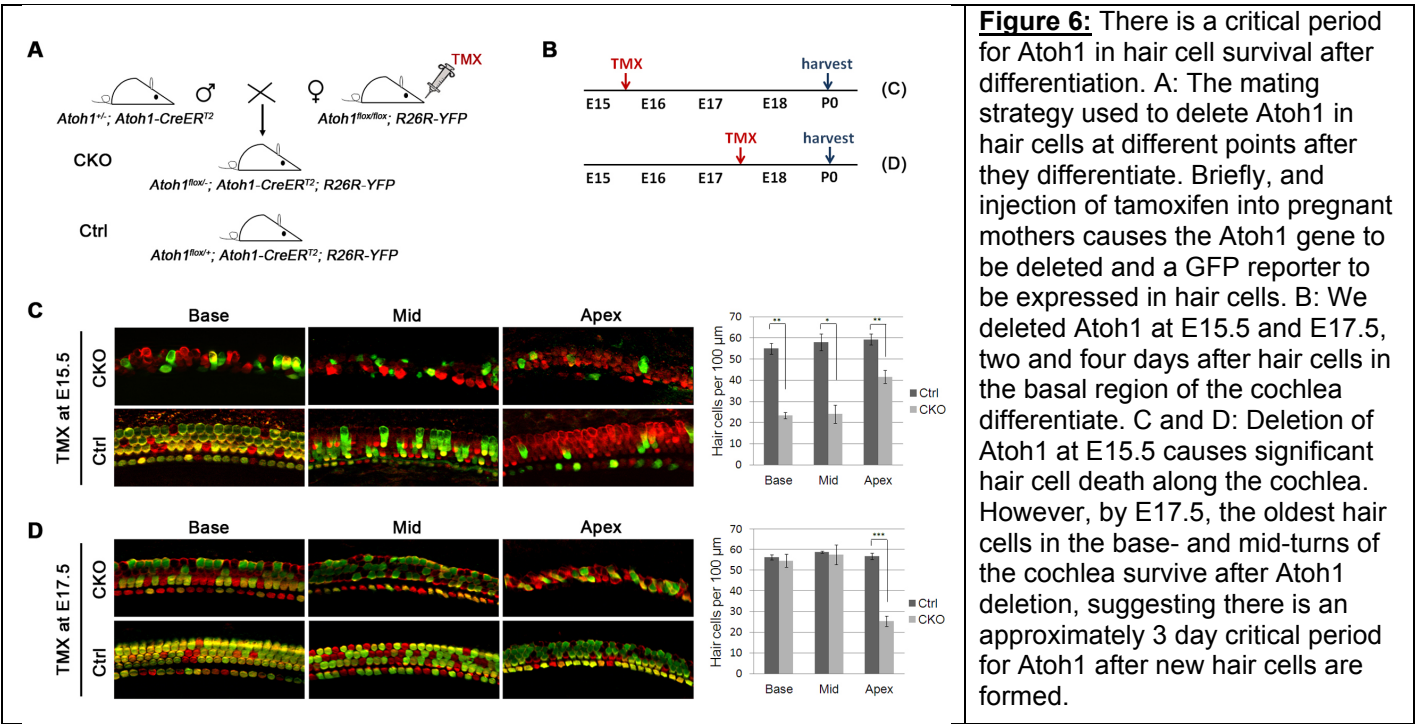 A
TMX
♂
♀
Atoh1+/-; Atoh1-CreERT2
Atoh1flox/flox; R26R-YFP
CKO
Atoh1flox/-; Atoh1-CreERT2; R26R-YFP
Ctrl
Atoh1flox/+; Atoh1-CreERT2; R26R-YFP
B
TMX harvest
(C)
E15 E16 E17 E18 P0
TMX harvest
(D)
E15 E16 E17 E18 P0
C
Base Mid Apex
TMX at E15.5
CKO
Ctrl
Hair cells per 100 µm
70
60
50
40
30
20
10
0
** * **
Ctrl
CKO
Base Mid Apex
D
Base Mid Apex
TMX at E17.5
CKO
Ctrl
Hair cells per 100 µm
70
60
50
40
30
20
10
0
***
Ctrl
CKO
Base Mid Apex
Figure 6: There is a critical period
for Atoh1 in hair cell survival after
differentiation. A: The mating
strategy used to delete Atoh1 in
hair cells at different points after
they differentiate. Briefly, and
injection of tamoxifen into pregnant
mothers causes the Atoh1 gene to
be deleted and a GFP reporter to
be expressed in hair cells. B: We
deleted Atoh1 at E15.5 and E17.5,
two and four days after hair cells in
the basal region of the cochlea
differentiate. C and D: Deletion of
Atoh1 at E15.5 causes significant
hair cell death along the cochlea.
However, by E17.5, the oldest hair
cells in the base- and mid-turns of
the cochlea survive after Atoh1
deletion, suggesting there is an
approximately 3 day critical period
for Atoh1 after new hair cells are
formed.